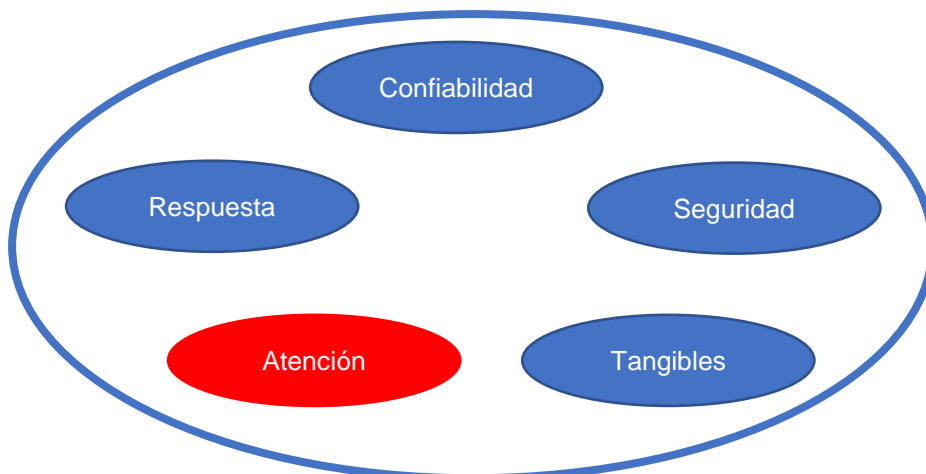 Confiabilidad
Respuesta
Seguridad
Atención
Tangibles